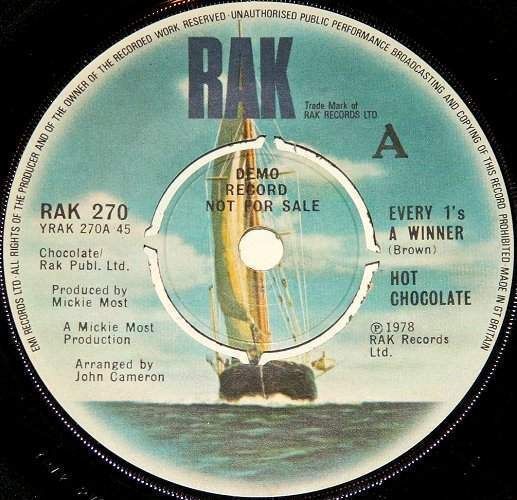 EMI RECORDS LTD · ALL RIGHTS OF THE PRODUCER AND OF THE OWNER OF THE RECORDED WORK RESERVED · UNAUTHORISED PUBLIC PERFORMANCE BROADCASTING AND COPYING OF THIS RECORD PROHIBITED MADE IN GT BRITAIN
RAK
Trade Mark of
RAK RECORDS LTD
A
DEMO
RECORD
NOT FOR SALE
RAK 270
YRAK 270A 45
Chocolate/
Rak Publ. Ltd.
Produced by
Mickie Most
A Mickie Most
Production
Arranged by
John Cameron
EVERY 1's
A WINNER
(Brown)
HOT
CHOCOLATE
℗ 1978
RAK Records
Ltd.